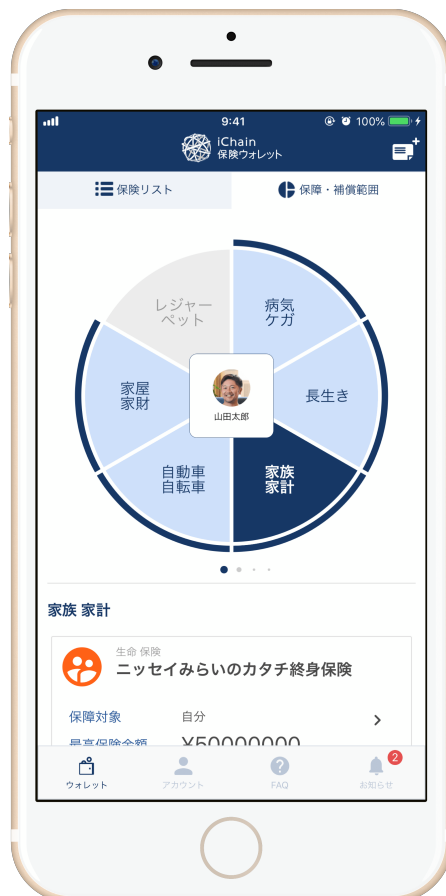 9:41
100%
iChain
保険ウォレット
保険リスト
保障・補償範囲
レジャー
ペット
病気
ケガ
家屋
家財
山田太郎
長生き
自動車
自転車
家族
家計
家族 家計
生命 保険
ニッセイみらいのカタチ終身保険
保障対象 自分
最高保険金額 ¥50000000
ウォレット
アカウント
FAQ
お知らせ
2